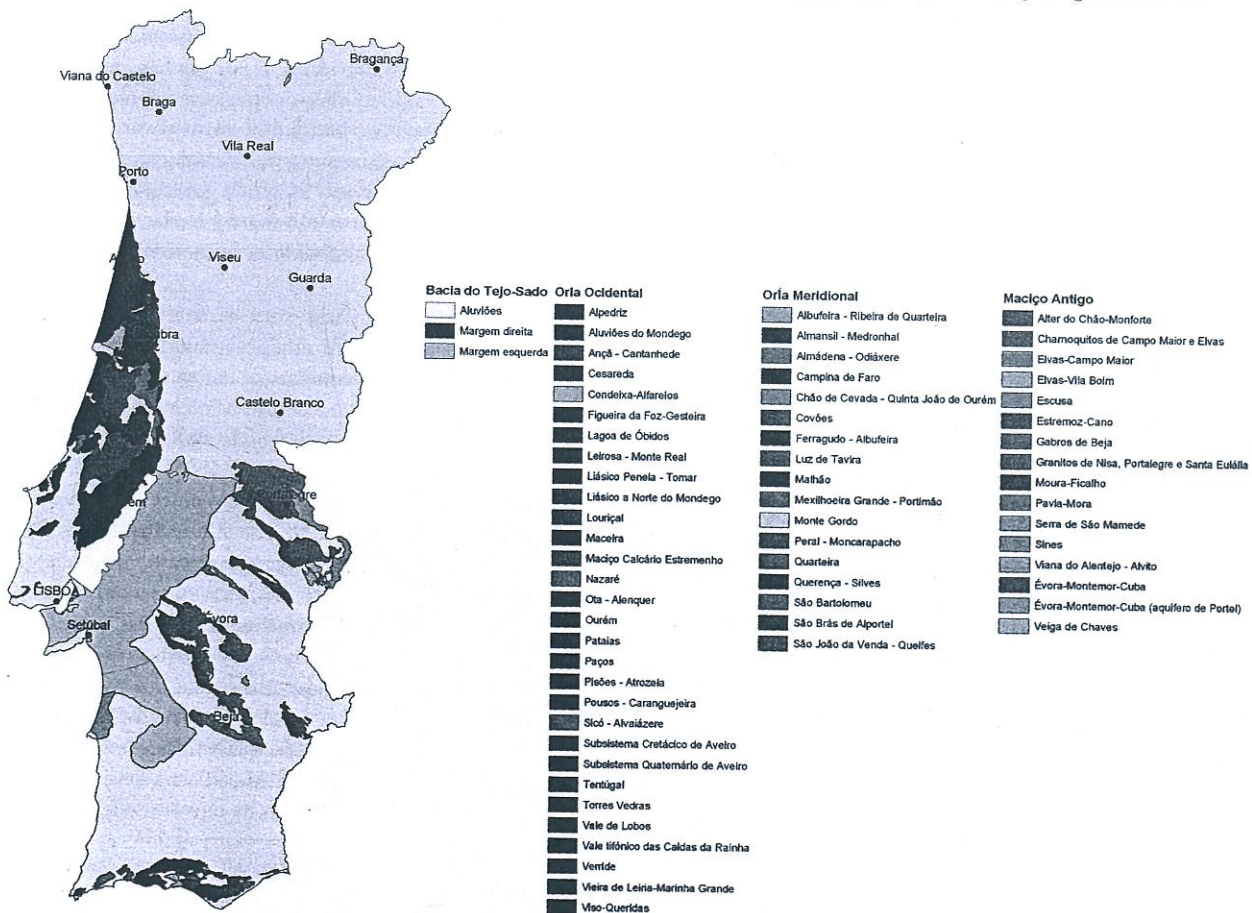 Bragança
Viana do Castelo
Braga
Vila Real
Porto
Viseu
Guarda
Castelo Branco
LISBOA
Setúbal
Évora
Beja
Bacia do Tejo-Sado
Aluviões
Margem direita
Margem esquerda
Orla Ocidental
Alpedriz
Aluviões do Mondego
Ançã - Cantanhede
Cesareda
Condeixa-Alfarelos
Figueira da Foz-Gesteira
Lagoa de Óbidos
Leirosa - Monte Real
Liásico Penela - Tomar
Liásico a Norte do Mondego
Louriçal
Maceira
Maciço Calcário Estremenho
Nazaré
Ota - Alenquer
Ourém
Pataias
Paços
Pisões - Atrozela
Pousos - Caranguejeira
Sicó - Alvaiázere
Subsistema Cretácico de Aveiro
Subsistema Quaternário de Aveiro
Tentúgal
Torres Vedras
Vale de Lobos
Vale tifónico das Caldas da Rainha
Verride
Vieira de Leiria-Marinha Grande
Viso-Queridas
Orla Meridional
Albufeira - Ribeira de Quarteira
Almansil - Medronhal
Almádena - Odiáxere
Campina de Faro
Chão de Cevada - Quinta João de Ourém
Covões
Ferragudo - Albufeira
Luz de Tavira
Malhão
Mexilhoeira Grande - Portimão
Monte Gordo
Peral - Moncarapacho
Quarteira
Querença - Silves
São Bartolomeu
São Brás de Alportel
São João da Venda - Quelfes
Maciço Antigo
Alter do Chão-Monforte
Charnoquitos de Campo Maior e Elvas
Elvas-Campo Maior
Elvas-Vila Boim
Escusa
Estremoz-Cano
Gabros de Beja
Granitos de Nisa, Portalegre e Santa Eulália
Moura-Ficalho
Pavia-Mora
Serra de São Mamede
Sines
Viana do Alentejo - Alvito
Évora-Montemor-Cuba
Évora-Montemor-Cuba (aquífero de Portel)
Veiga de Chaves